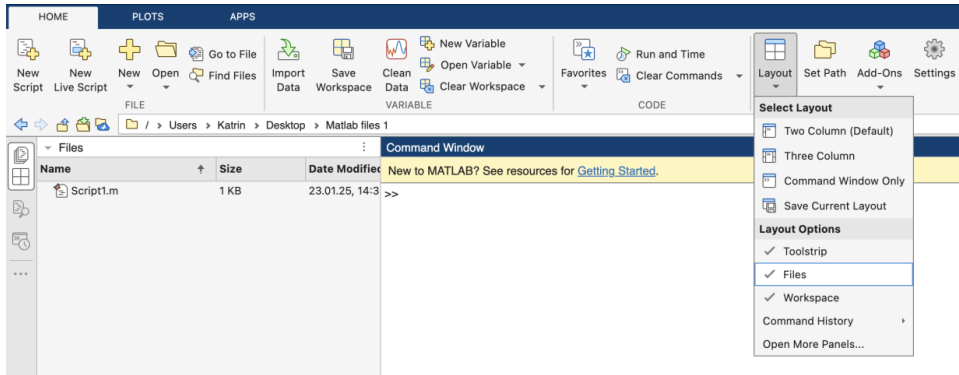 HOME PLOTS APPS
New Script
New Live Script
New
Open
Go to File
Find Files
FILE
Import Data
Save Workspace
Clean Data
New Variable
Open Variable
Clear Workspace
VARIABLE
Favorites
Run and Time
Clear Commands
CODE
Layout
Set Path
Add-Ons
Settings
/ › Users › Katrin › Desktop › Matlab files 1
Files
Name Size Date Modified
Script1.m 1 KB 23.01.25, 14:3
Command Window
New to MATLAB? See resources for Getting Started.
>>
Select Layout
Two Column (Default)
Three Column
Command Window Only
Save Current Layout
Layout Options
Toolstrip
Files
Workspace
Command History
Open More Panels...